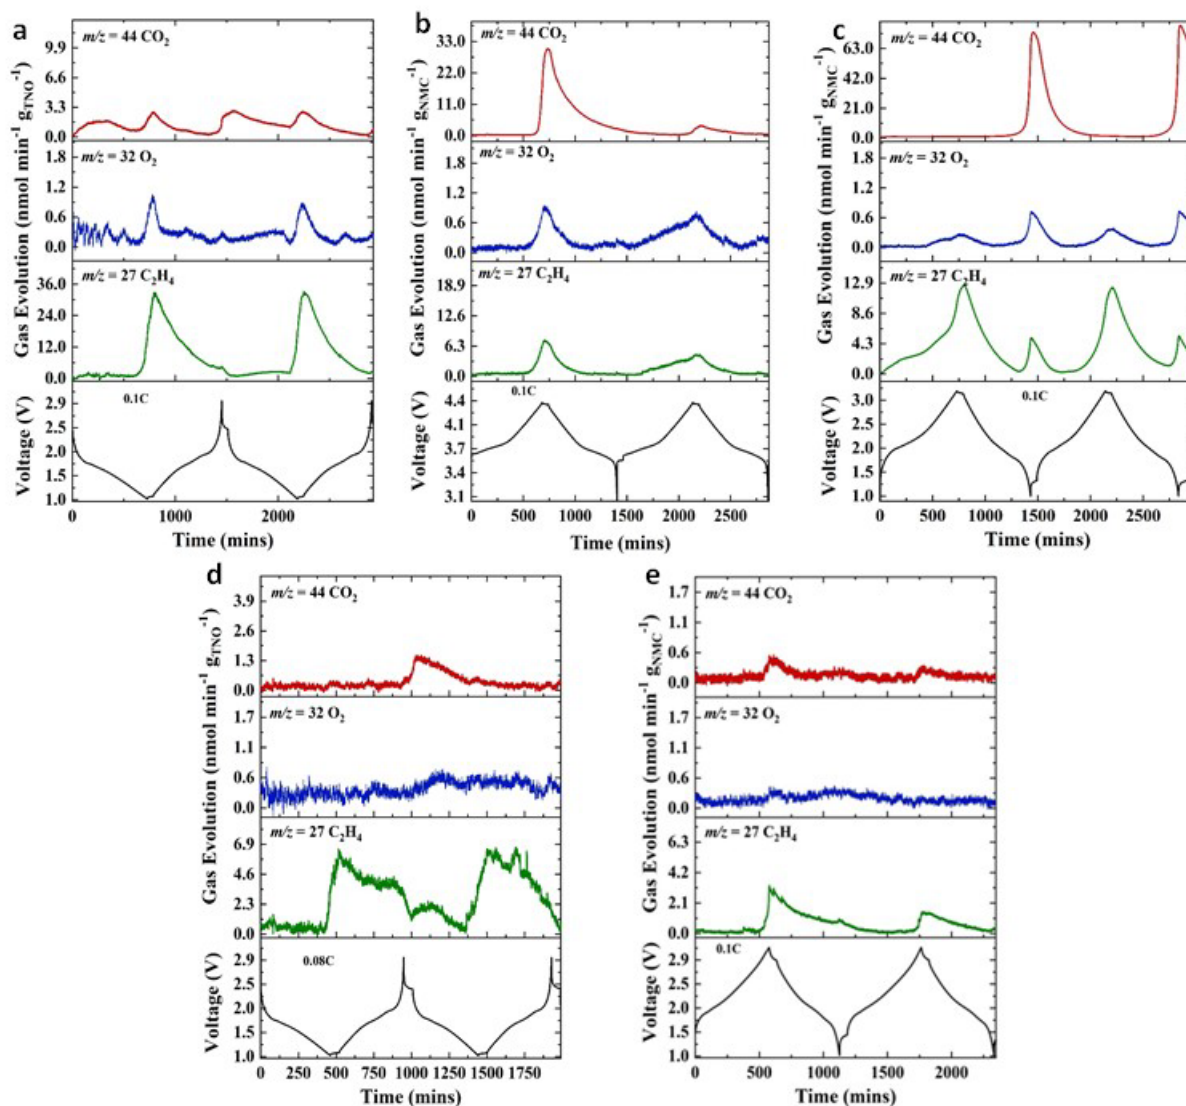 a
m/z = 44 CO₂
9.9
6.6
3.3
0.0
m/z = 32 O₂
1.8
1.2
0.6
0.0
m/z = 27 C₂H₄
36.0
24.0
12.0
0.0
0.1C
2.9
2.5
2.0
1.5
1.0
Gas Evolution (nmol min⁻¹ g_TNO⁻¹)
Voltage (V)
0 1000 2000
Time (mins)
b
m/z = 44 CO₂
33.0
22.0
11.0
0.0
m/z = 32 O₂
1.8
1.2
0.6
0.0
m/z = 27 C₂H₄
18.9
12.6
6.3
0.0
0.1C
4.4
4.1
3.7
3.4
3.1
Gas Evolution (nmol min⁻¹ g_NMC⁻¹)
Voltage (V)
0 500 1000 1500 2000 2500
Time (mins)
c
m/z = 44 CO₂
63.0
42.0
21.0
0.0
m/z = 32 O₂
1.8
1.2
0.6
0.0
m/z = 27 C₂H₄
12.9
8.6
4.3
0.0
0.1C
3.0
2.5
2.0
1.5
1.0
Gas Evolution (nmol min⁻¹ g_NMC⁻¹)
Voltage (V)
0 500 1000 1500 2000 2500
Time (mins)
d
m/z = 44 CO₂
3.9
2.6
1.3
0.0
m/z = 32 O₂
1.7
1.1
0.6
0.0
m/z = 27 C₂H₄
6.9
4.6
2.3
0.0
0.08C
2.9
2.5
2.0
1.5
1.0
Gas Evolution (nmol min⁻¹ g_TNO⁻¹)
Voltage (V)
0 250 500 750 1000 1250 1500 1750
Time (mins)
e
m/z = 44 CO₂
1.7
1.2
0.6
0.0
m/z = 32 O₂
1.7
1.1
0.6
0.0
m/z = 27 C₂H₄
6.3
4.2
2.1
0.0
0.1C
2.9
2.5
2.0
1.5
1.0
Gas Evolution (nmol min⁻¹ g_NMC⁻¹)
Voltage (V)
0 500 1000 1500 2000
Time (mins)